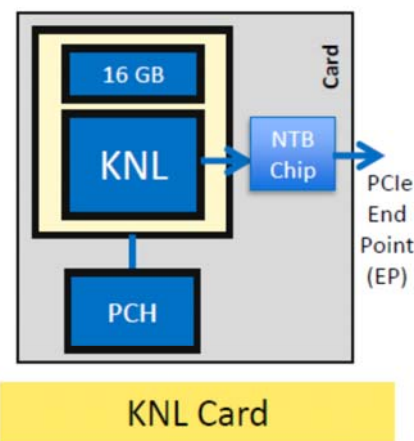 Card
16 GB
KNL
NTB
Chip
PCIe
End
Point
(EP)
PCH
KNL Card